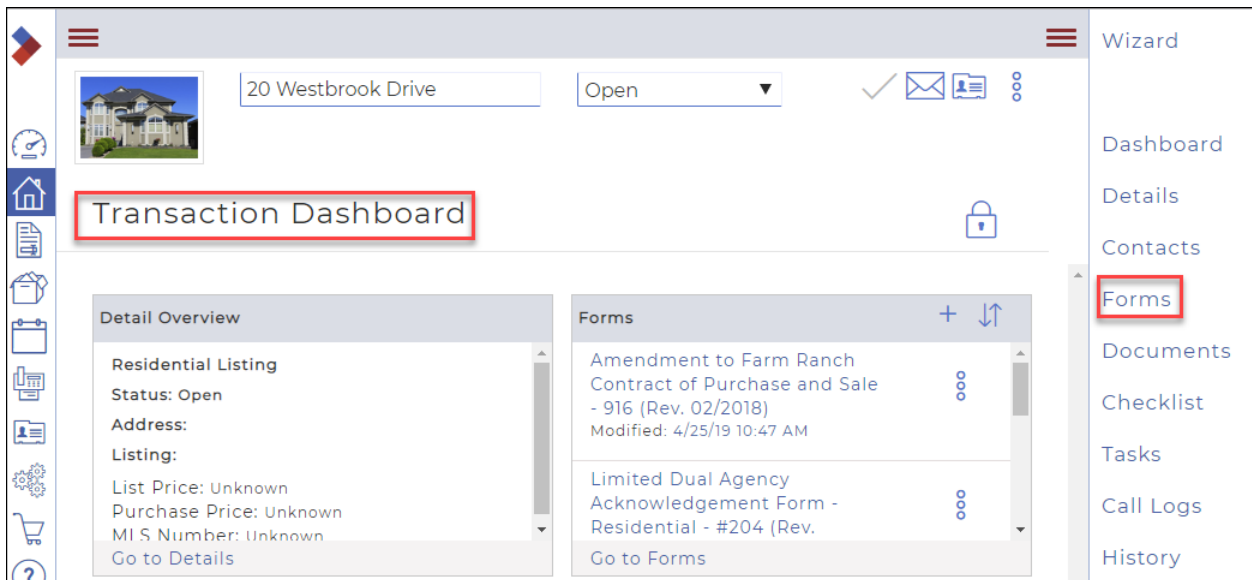 Wizard
20 Westbrook Drive
Open
Dashboard
Details
Transaction Dashboard
Contacts
Forms
Documents
Checklist
Tasks
Call Logs
History
Detail Overview
Residential Listing
Status: Open
Address:
Listing:
List Price: Unknown
Purchase Price: Unknown
MLS Number: Unknown
Go to Details
Forms
Amendment to Farm Ranch
Contract of Purchase and Sale
- 916 (Rev. 02/2018)
Modified: 4/25/19 10:47 AM
Limited Dual Agency
Acknowledgement Form -
Residential - #204 (Rev.
Go to Forms
?